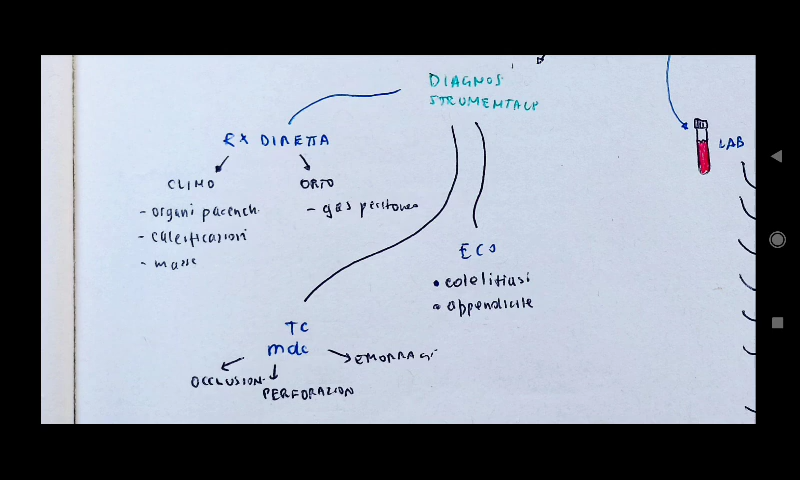 DIAGNOS
STRUMENTALE
LAB
RX DIRETTA
CLINO
- organi parench.
- calcificazioni
- masse
ORTO
- gas peritoneo
ECO
• colelitiasi
• appendicite
TC
mdc
OCCLUSION
PERFORAZION
EMORRAGI